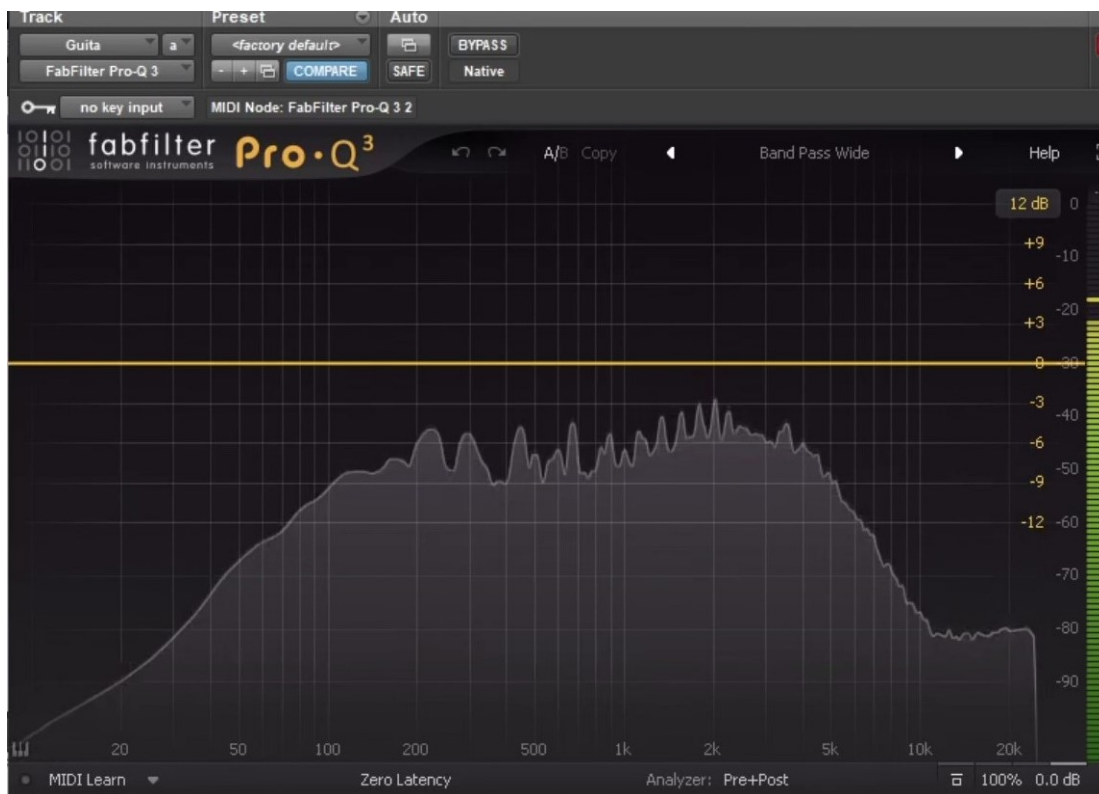 Track Preset Auto
Guita a <factory default> BYPASS
FabFilter Pro-Q 3 - + COMPARE SAFE Native
no key input MIDI Node: FabFilter Pro-Q 3 2
fabfilter Pro·Q3 A/B Copy Band Pass Wide Help
software instruments
12 dB 0
+9
-10
+6
-20
+3
0 -30
-3
-40
-6
-50
-9
-12 -60
-70
-80
-90
20 50 100 200 500 1k 2k 5k 10k 20k
MIDI Learn Zero Latency Analyzer: Pre+Post 100% 0.0 dB